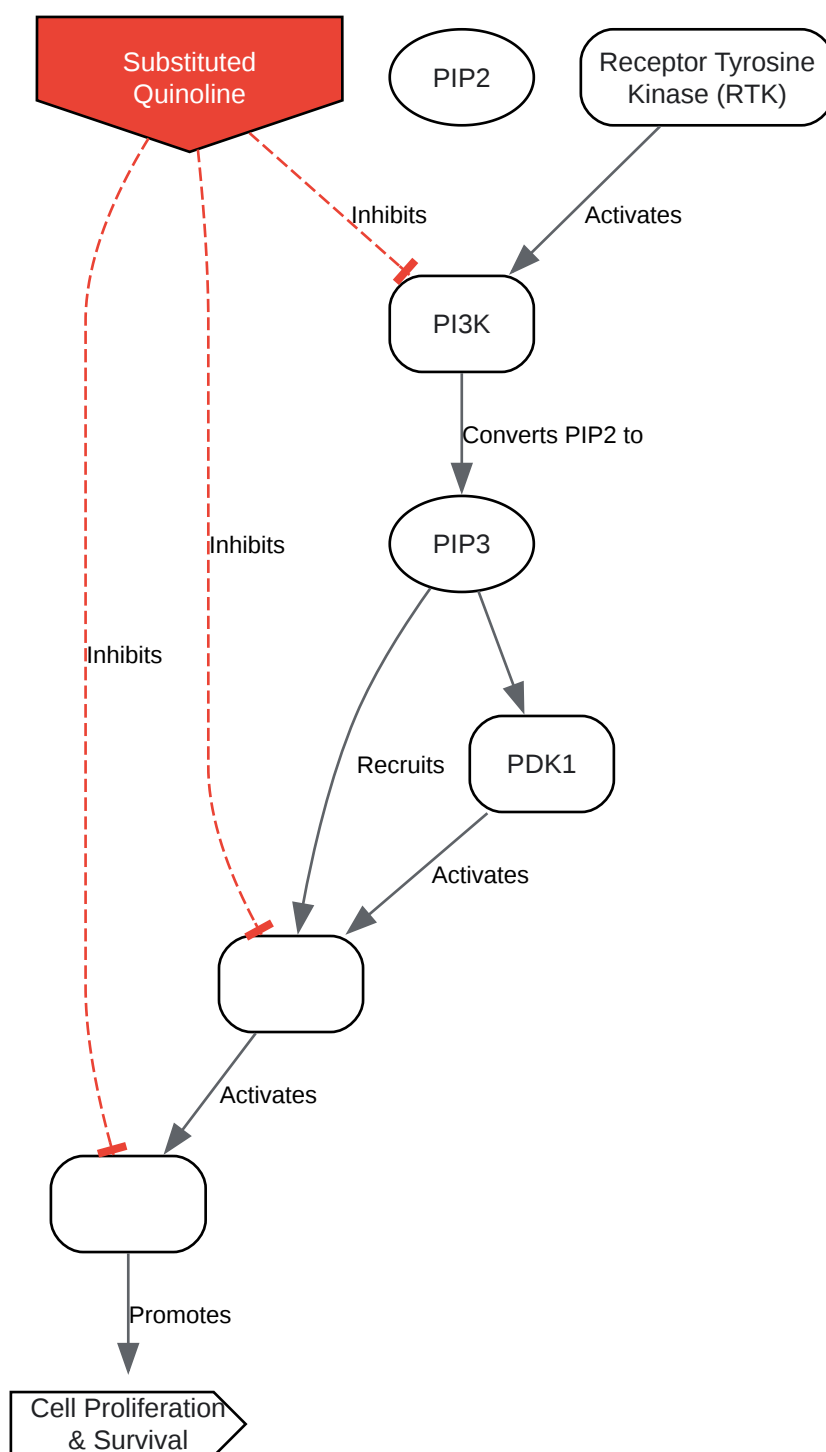 Substituted
Quinoline
PIP2
Receptor Tyrosine
Kinase (RTK)
Inhibits
Activates
PI3K
Converts PIP2 to
PIP3
Inhibits
Inhibits
Recruits
PDK1
Activates
Activates
Promotes
Cell Proliferation
& Survival